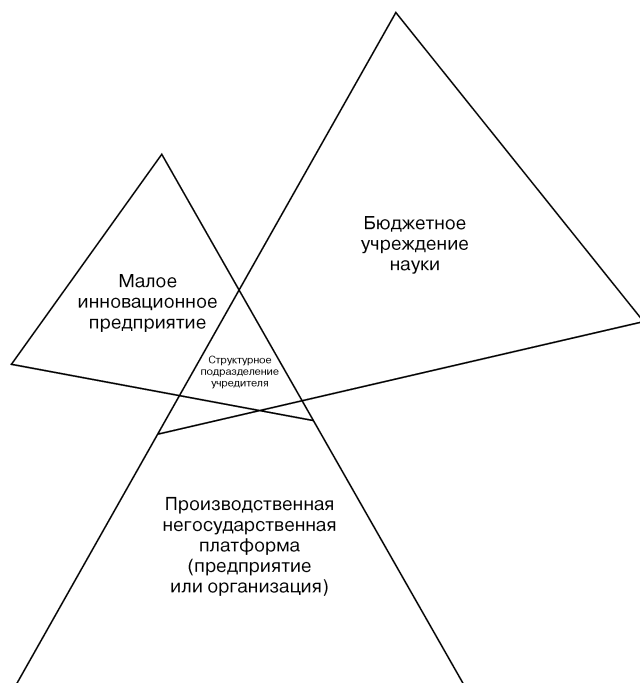 Бюджетное
учреждение
науки
Малое
инновационное
предприятие
Структурное
подразделение
учредителя
Производственная
негосударственная
платформа
(предприятие
или организация)